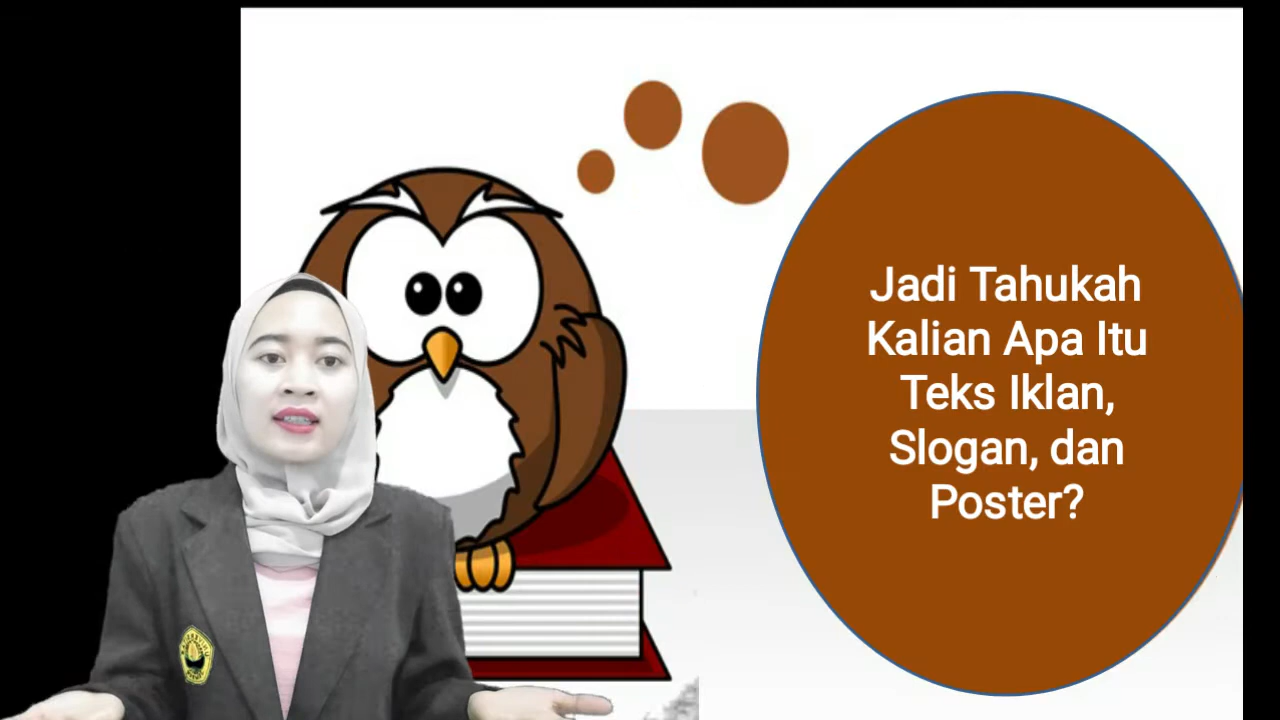 Jadi Tahukah
Kalian Apa Itu
Teks Iklan,
Slogan, dan
Poster?